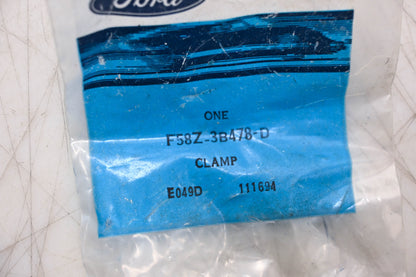 Ford
ONE
F58Z-3B478-D
CLAMP
E049D 111694